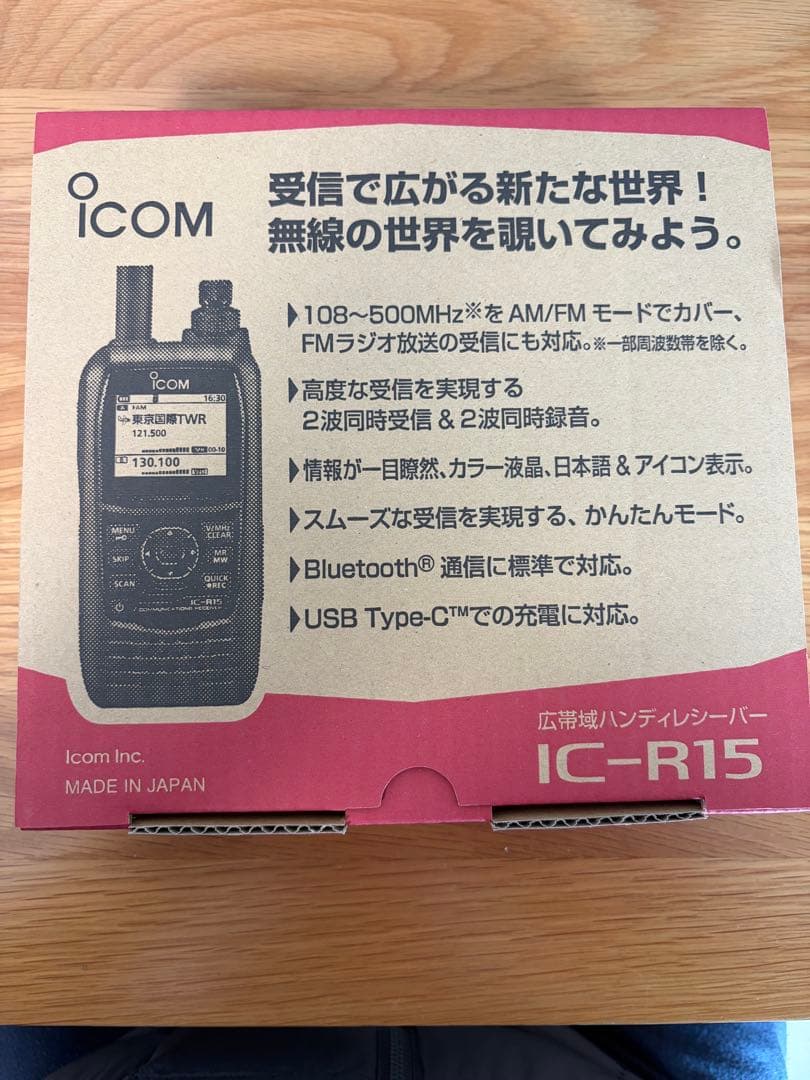 ICOM
受信で広がる新たな世界！
無線の世界を覗いてみよう。
▶108～500MHz※を AM/FM モードでカバー、
FMラジオ放送の受信にも対応。※一部周波数帯を除く。
▶高度な受信を実現する
2波同時受信 & 2波同時録音。
▶情報が一目瞭然、カラー液晶、日本語 & アイコン表示。
▶スムーズな受信を実現する、かんたんモード。
▶Bluetooth® 通信に標準で対応。
▶USB Type-C™での充電に対応。
ICOM
16:30
A FAM
東京国際TWR
121.500
00-10
B
130.100
MENU
V/MHz
CLEAR
SKIP
MR
MW
SCAN
QUICK
●REC
IC-R15
COMMUNICATIONS RECEIVER
広帯域ハンディレシーバー
IC-R15
Icom Inc.
MADE IN JAPAN